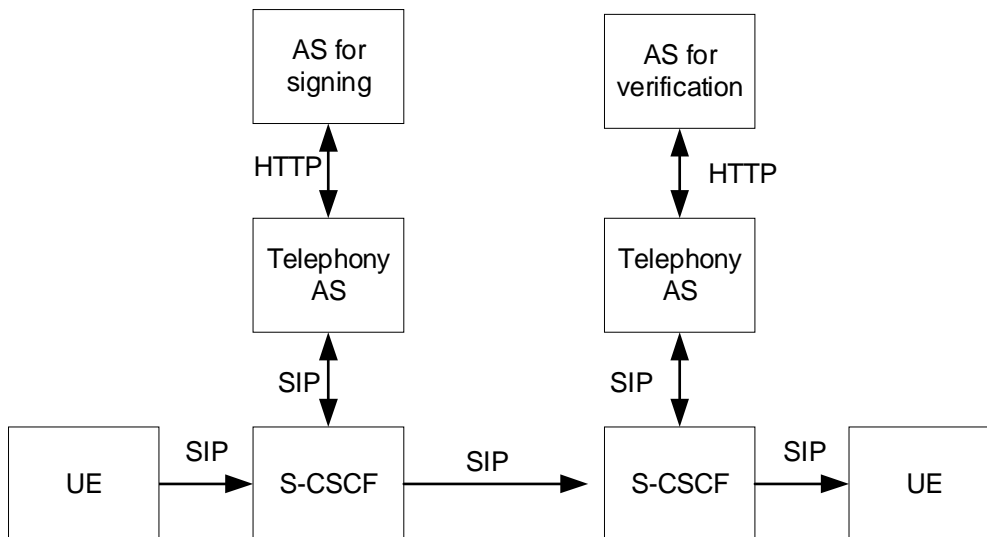 AS for
signing
AS for
verification
HTTP
HTTP
Telephony
AS
Telephony
AS
SIP
SIP
UE
SIP
S-CSCF
SIP
S-CSCF
SIP
UE